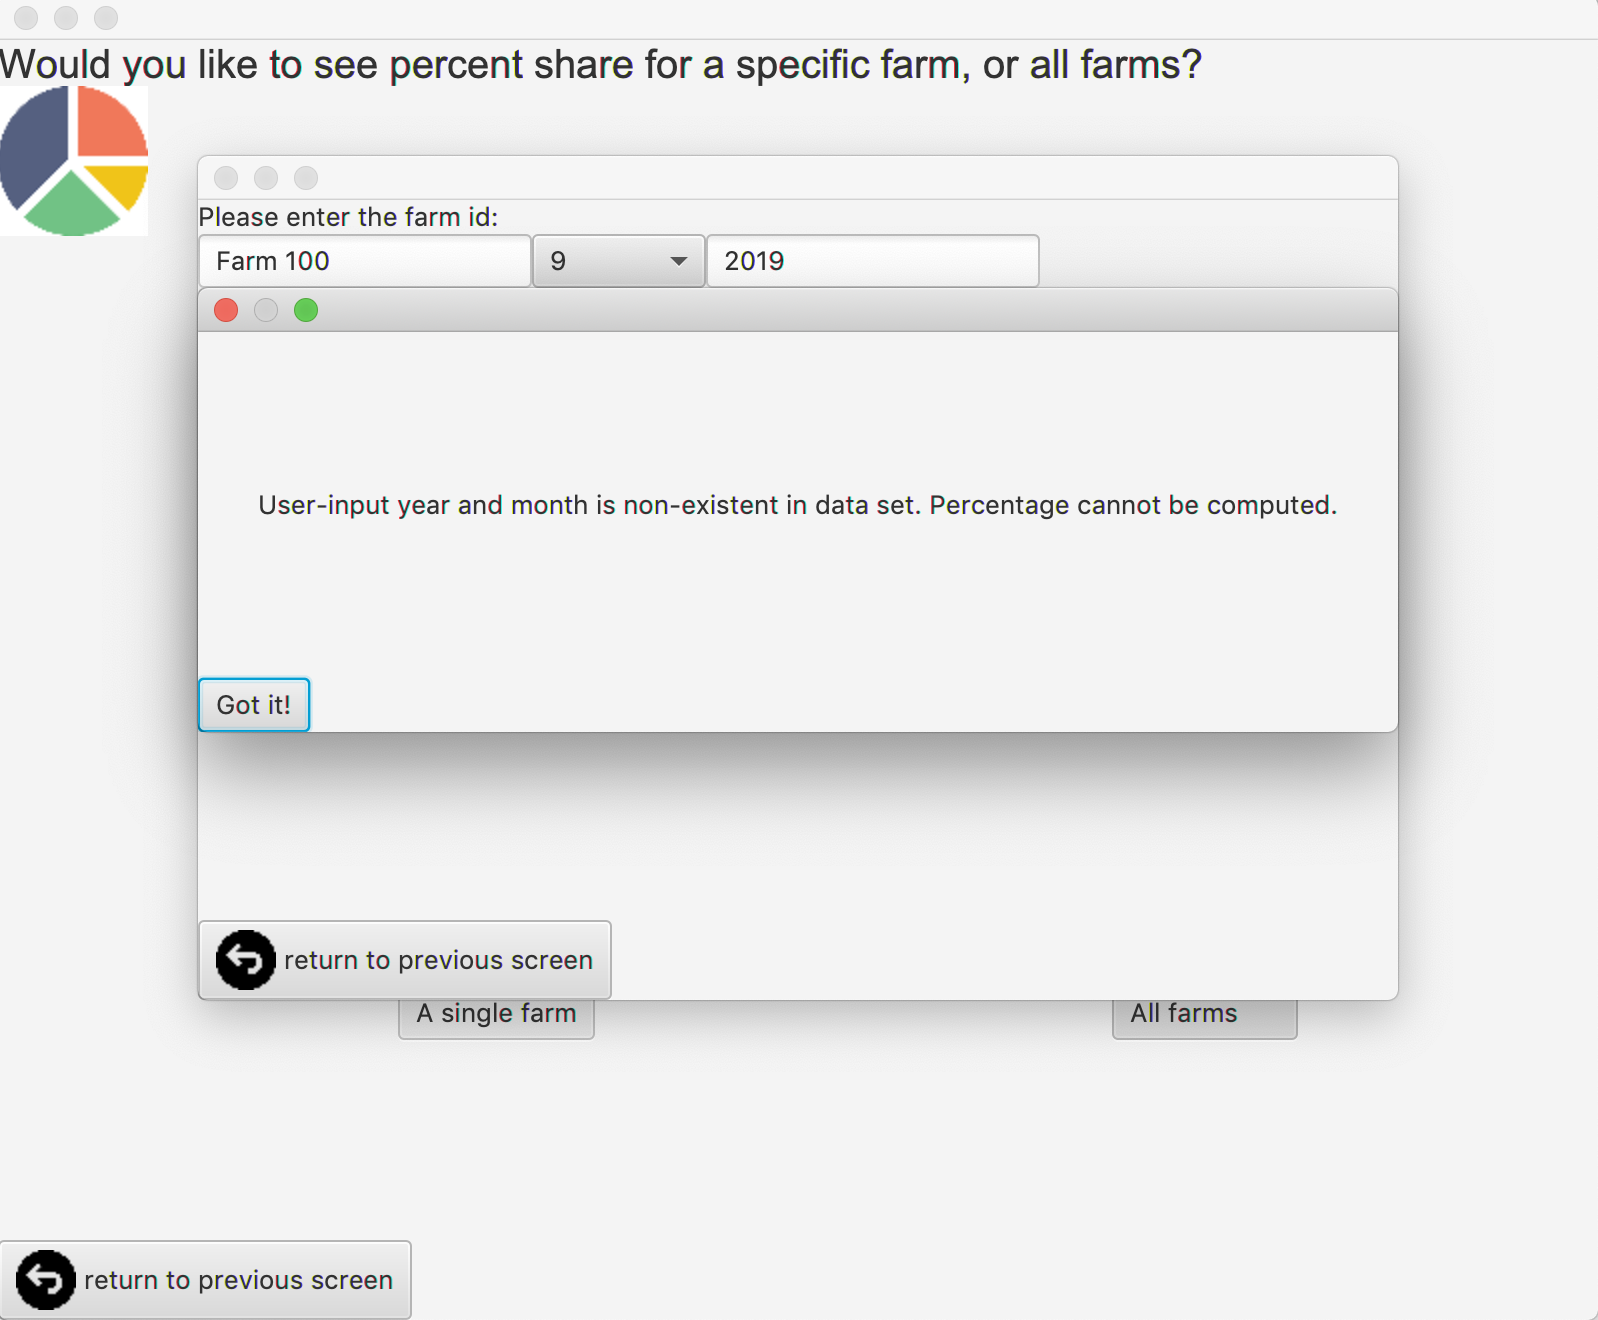 Would you like to see percent share for a specific farm, or all farms?
Please enter the farm id:
Farm 100 9 2019
User-input year and month is non-existent in data set. Percentage cannot be computed.
Got it!
return to previous screen
A single farm All farms
return to previous screen